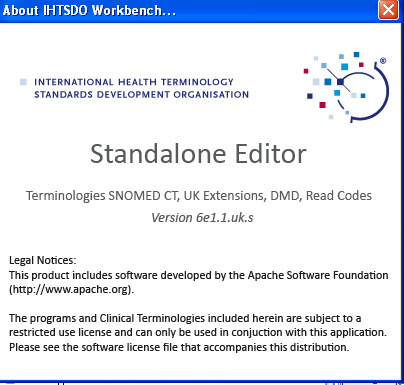 About IHTSDO Workbench...
INTERNATIONAL HEALTH TERMINOLOGY
STANDARDS DEVELOPMENT ORGANISATION
®
Standalone Editor
Terminologies SNOMED CT, UK Extensions, DMD, Read Codes
Version 6e1.1.uk.s
Legal Notices:
This product includes software developed by the Apache Software Foundation
(http://www.apache.org).
The programs and Clinical Terminologies included herein are subject to a
restricted use license and can only be used in conjuction with this application.
Please see the software license file that accompanies this distribution.